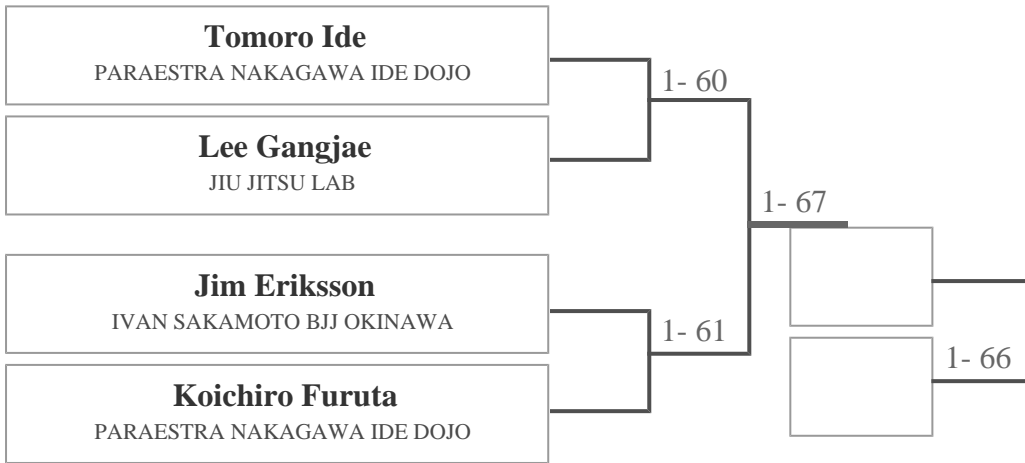 Tomoro Ide
PARAESTRA NAKAGAWA IDE DOJO
1- 60
Lee Gangjae
JIU JITSU LAB
1- 67
Jim Eriksson
IVAN SAKAMOTO BJJ OKINAWA
1- 61
1- 66
Koichiro Furuta
PARAESTRA NAKAGAWA IDE DOJO